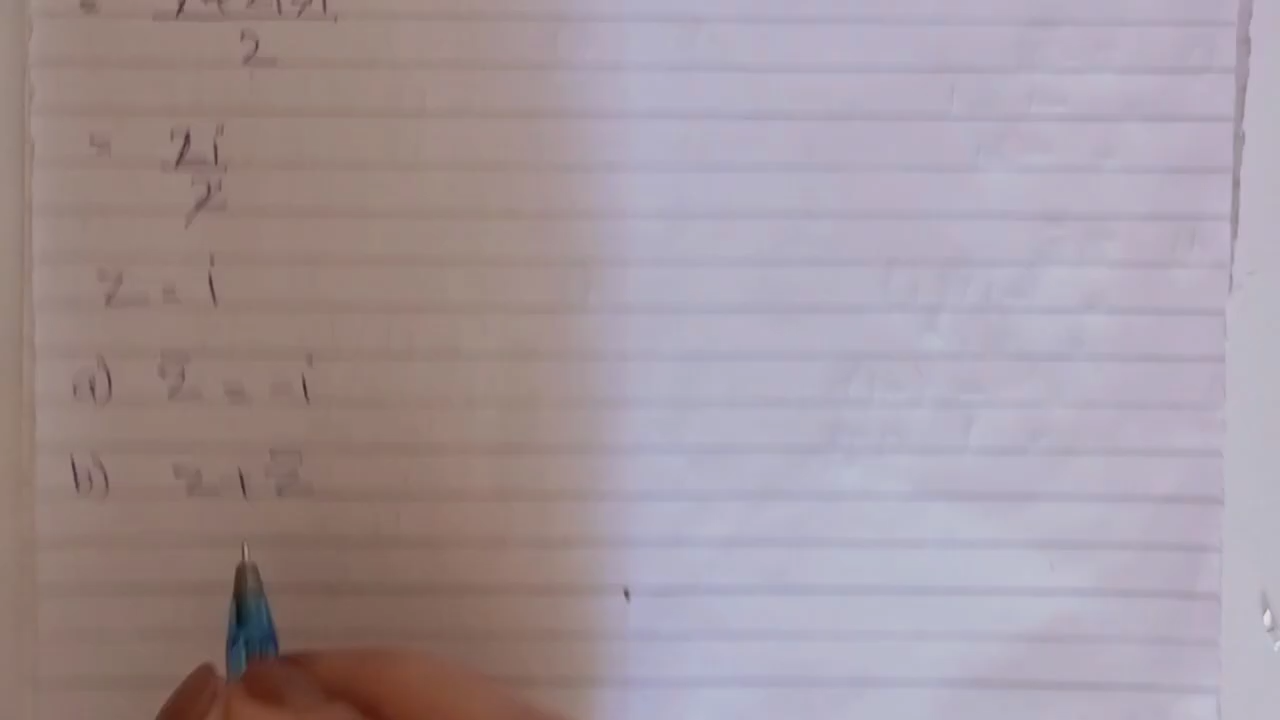 2
= 2i
2
z = i
a) z̅ = -i
b) z z̅